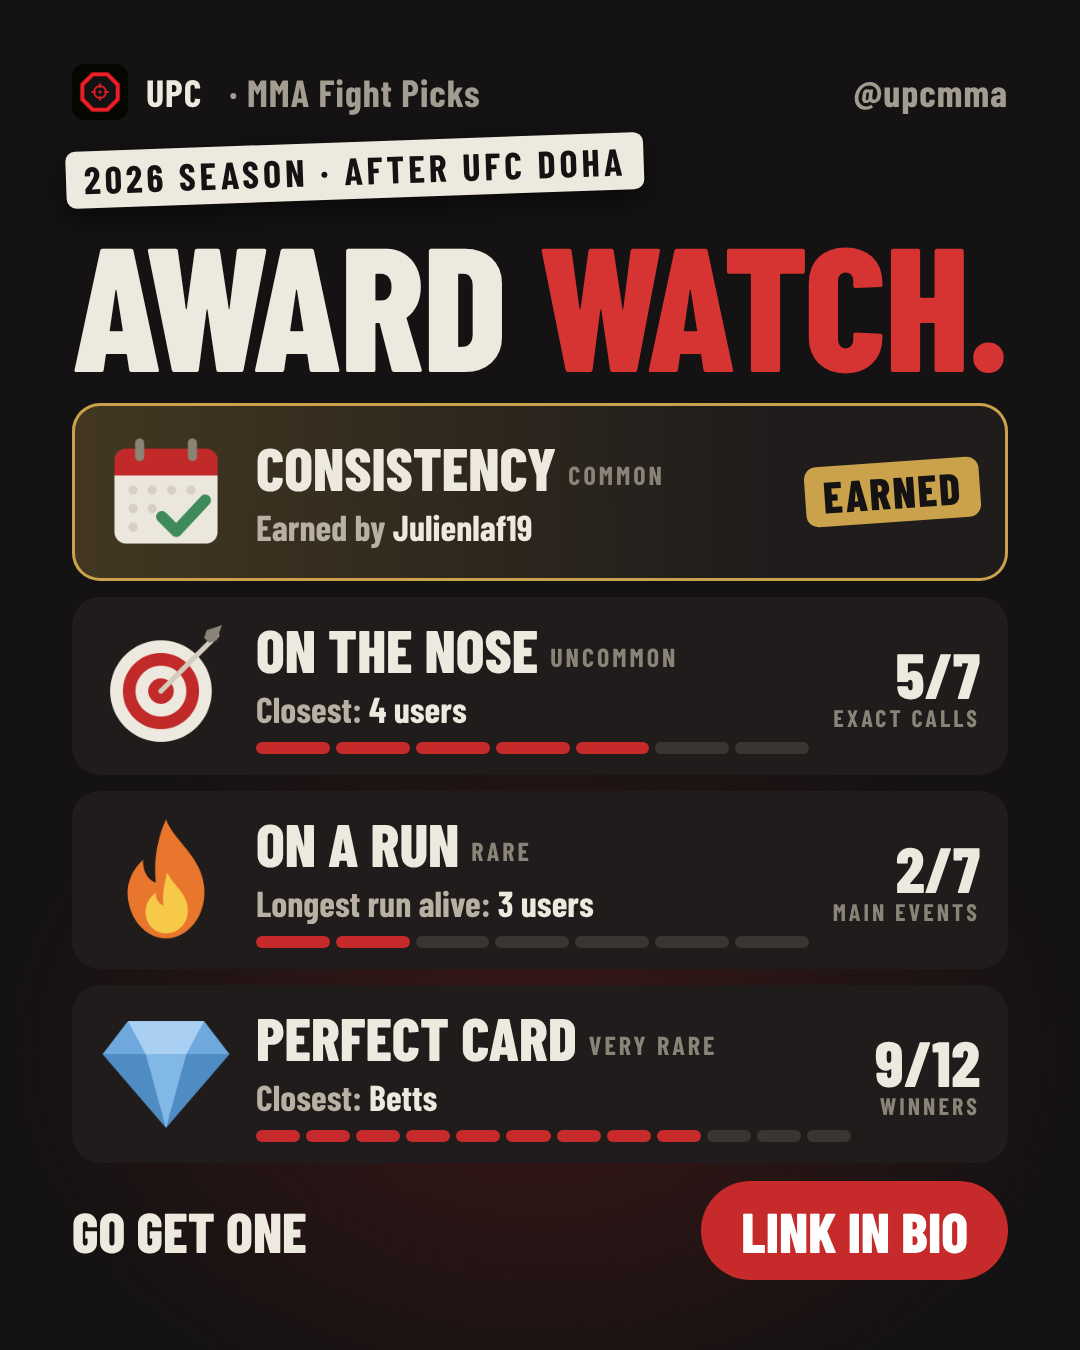 UPC · MMA Fight Picks
@upcmma
2026 SEASON · AFTER UFC DOHA
AWARD WATCH.
CONSISTENCY COMMON
Earned by Julienlaf19
EARNED
ON THE NOSE UNCOMMON
Closest: 4 users
5/7
EXACT CALLS
ON A RUN RARE
Longest run alive: 3 users
2/7
MAIN EVENTS
PERFECT CARD VERY RARE
Closest: Betts
9/12
WINNERS
GO GET ONE
LINK IN BIO